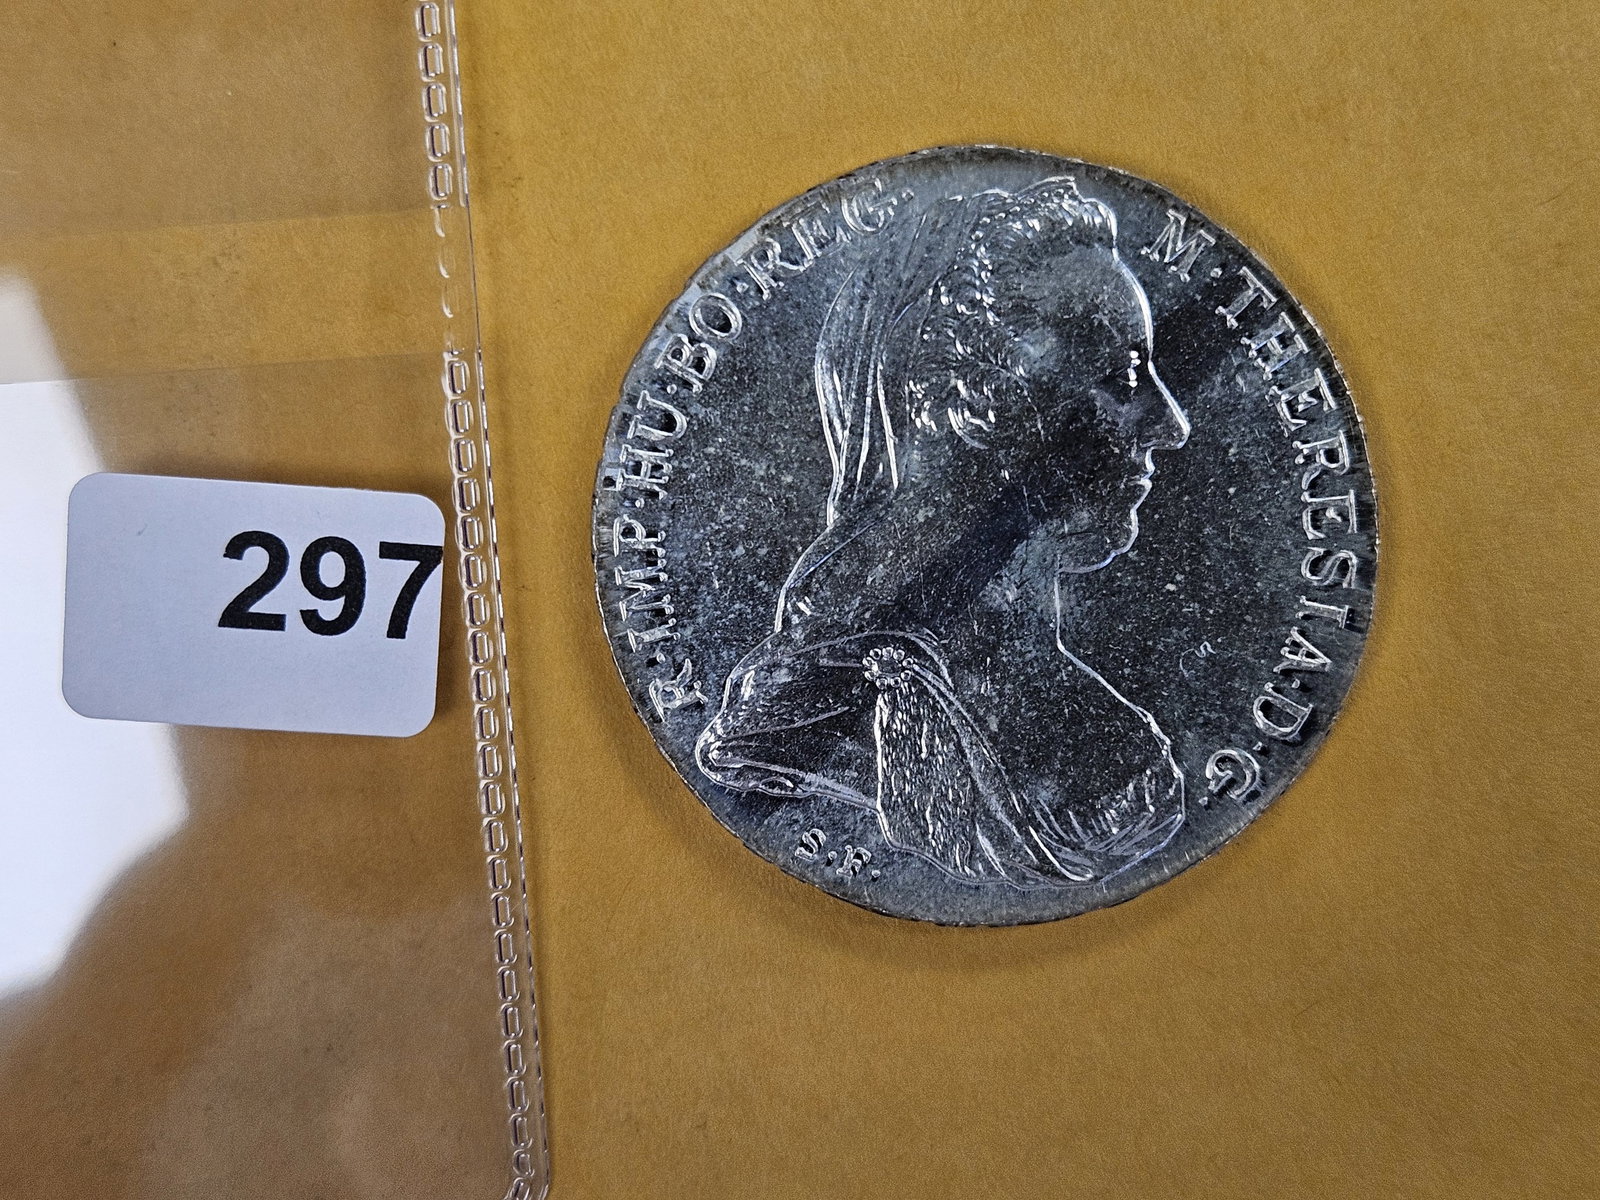 297
R·IMP·HU·BO·REG·
M·THERESIA·D·G·
S·F·